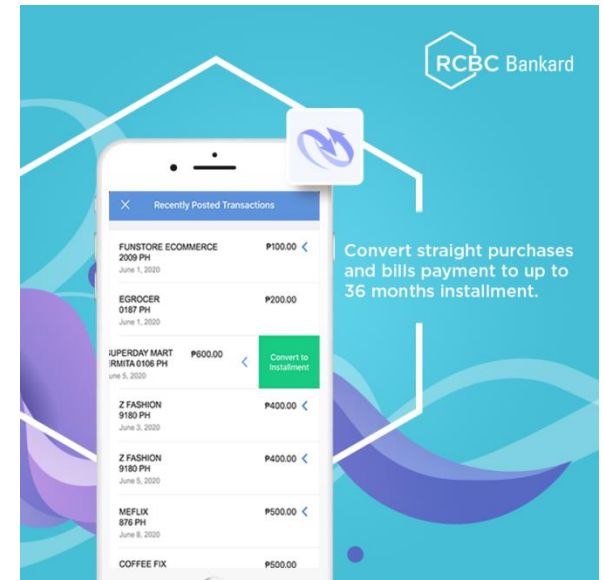 RCBC Bankard
Recently Posted Transactions
FUNSTORE ECOMMERCE ₱100.00
2009 PH
June 1, 2020
EGROCER ₱200.00
0187 PH
June 1, 2020
SUPERDAY MART ₱600.00 Convert to
ERMITA 0106 PH Installment
June 5, 2020
Z FASHION ₱400.00
9180 PH
June 3, 2020
Z FASHION ₱400.00
9180 PH
June 5, 2020
MEFLIX ₱500.00
876 PH
June 8, 2020
COFFEE FIX ₱500.00
Convert straight purchases
and bills payment to up to
36 months installment.